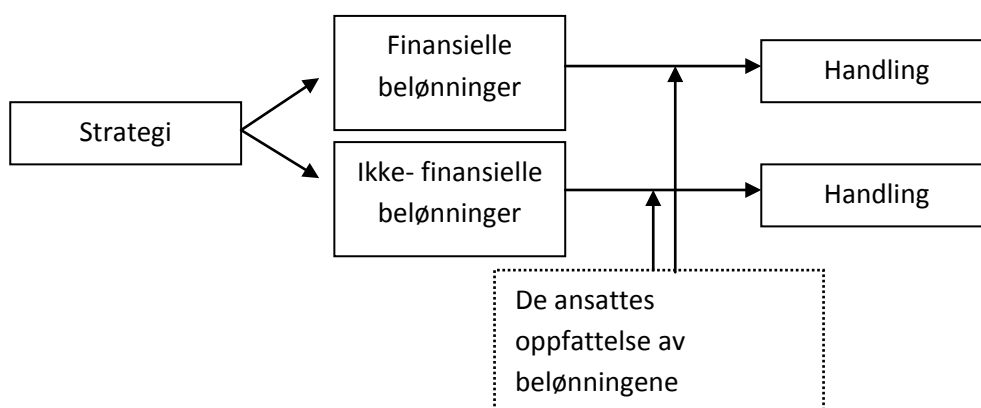 Finansielle
belønninger
Handling
Strategi
Ikke- finansielle
belønninger
Handling
De ansattes
oppfattelse av
belønningene